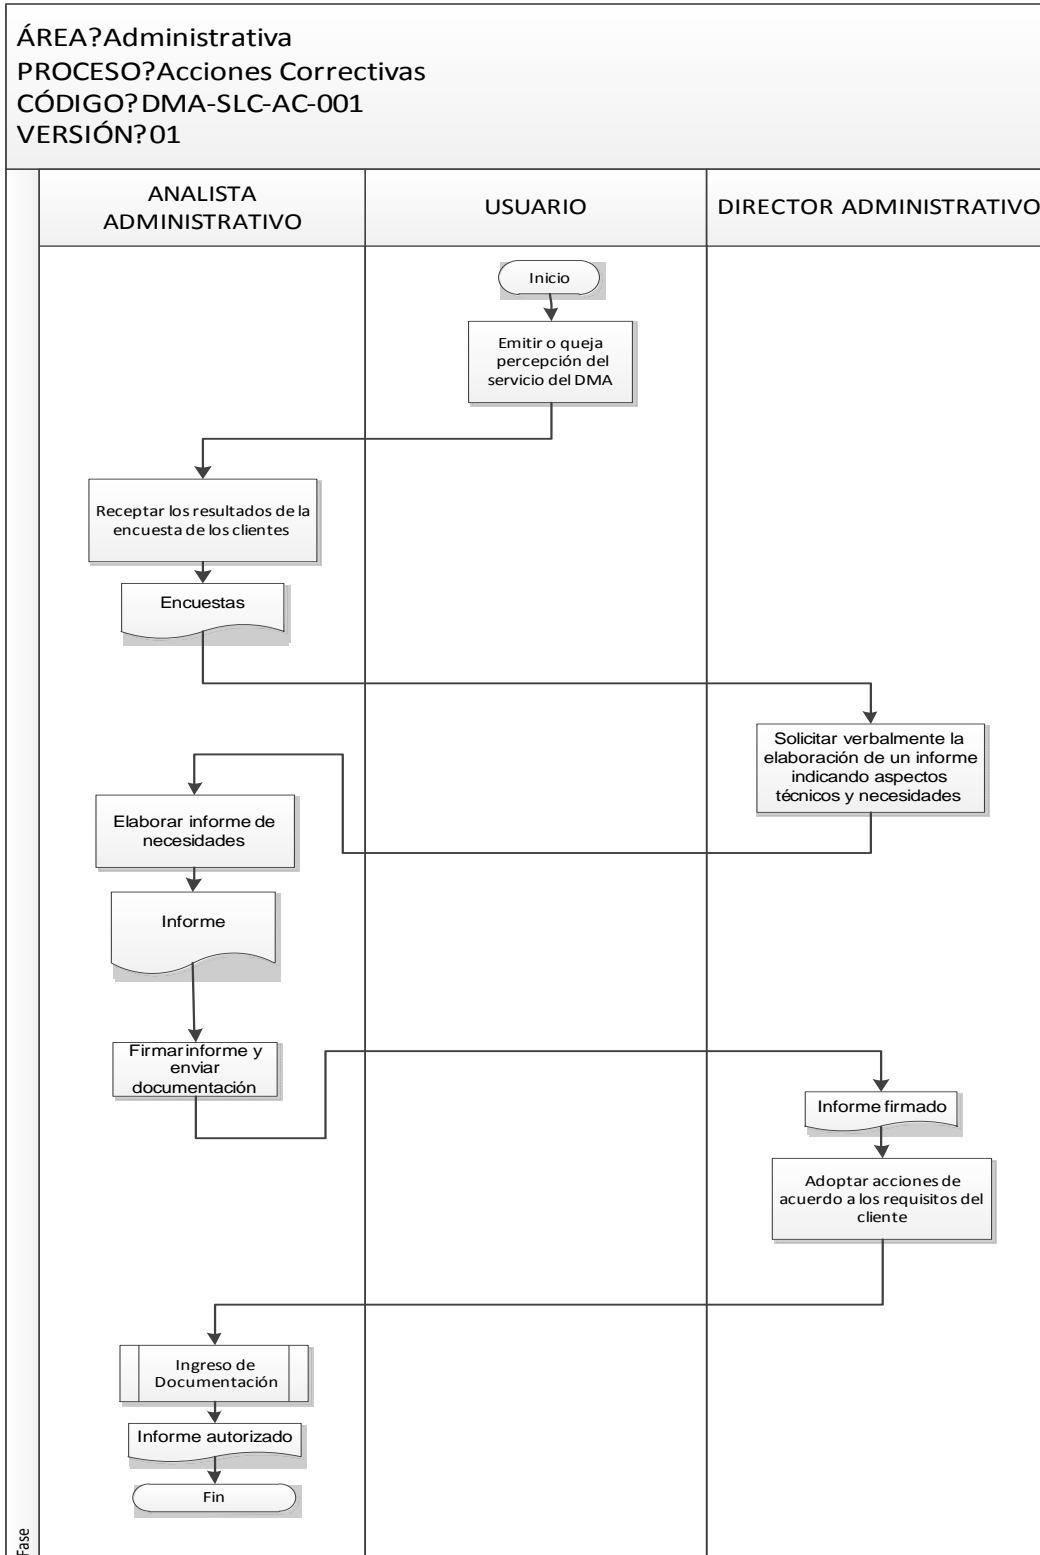 ÁREA?Administrativa
PROCESO?Acciones Correctivas
CÓDIGO?DMA-SLC-AC-001
VERSIÓN?01
ANALISTA
ADMINISTRATIVO
USUARIO
DIRECTOR ADMINISTRATIVO
Inicio
Emitir o queja
percepción del
servicio del DMA
Receptar los resultados de la
encuesta de los clientes
Encuestas
Solicitar verbalmente la
elaboración de un informe
indicando aspectos
técnicos y necesidades
Elaborar informe de
necesidades
Informe
Firmar informe y
enviar
documentación
Informe firmado
Adoptar acciones de
acuerdo a los requisitos del
cliente
Ingreso de
Documentación
Informe autorizado
Fin
Fase